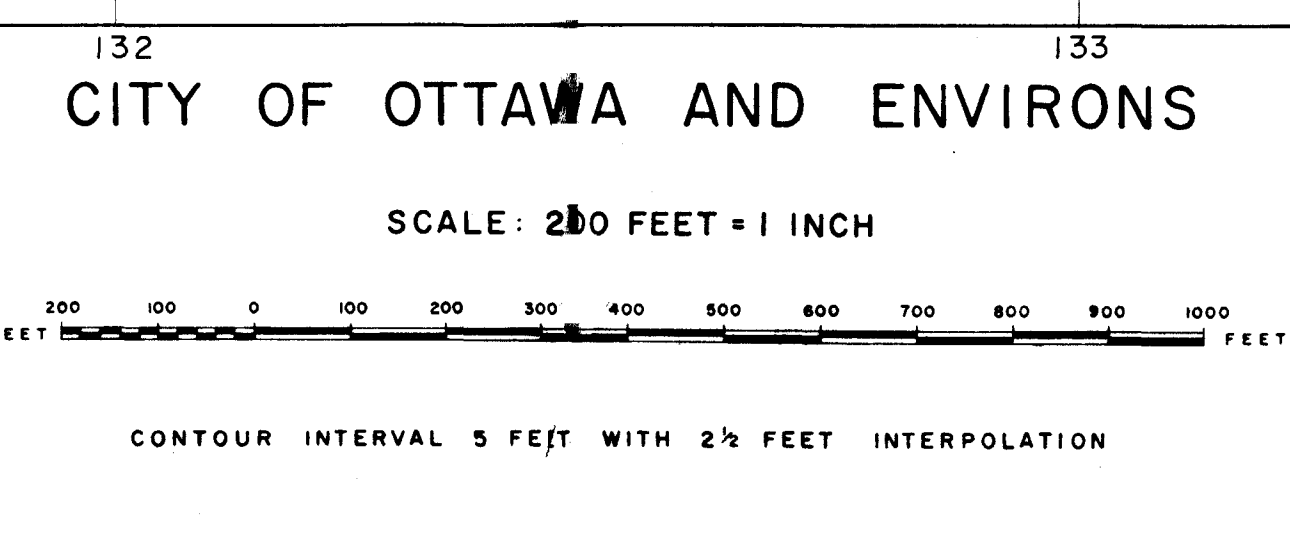 132 133
CITY OF OTTAWA AND ENVIRONS
SCALE: 200 FEET = 1 INCH
200 100 0 100 200 300 400 500 600 700 800 900 1000
EET FEET
CONTOUR INTERVAL 5 FEET WITH 2½ FEET INTERPOLATION